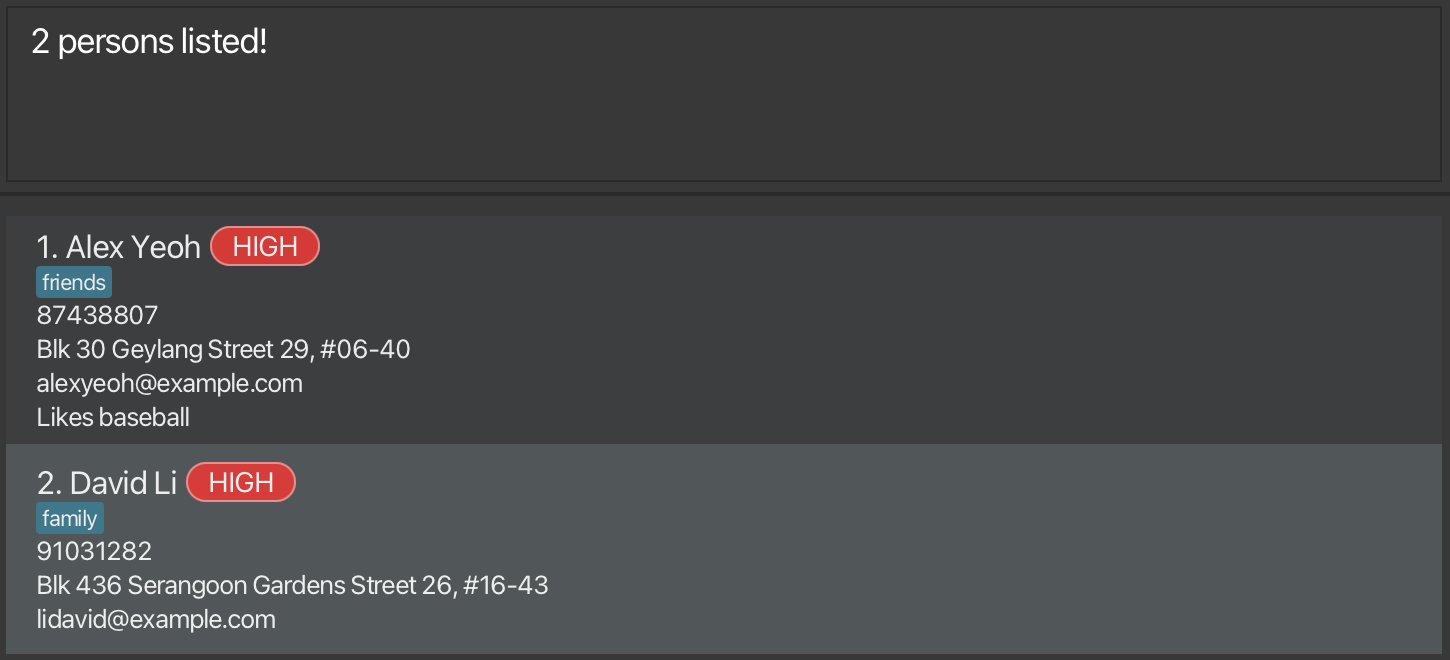 2 persons listed!
1. Alex Yeoh HIGH
friends
87438807
Blk 30 Geylang Street 29, #06-40
alexyeoh@example.com
Likes baseball
2. David Li HIGH
family
91031282
Blk 436 Serangoon Gardens Street 26, #16-43
lidavid@example.com